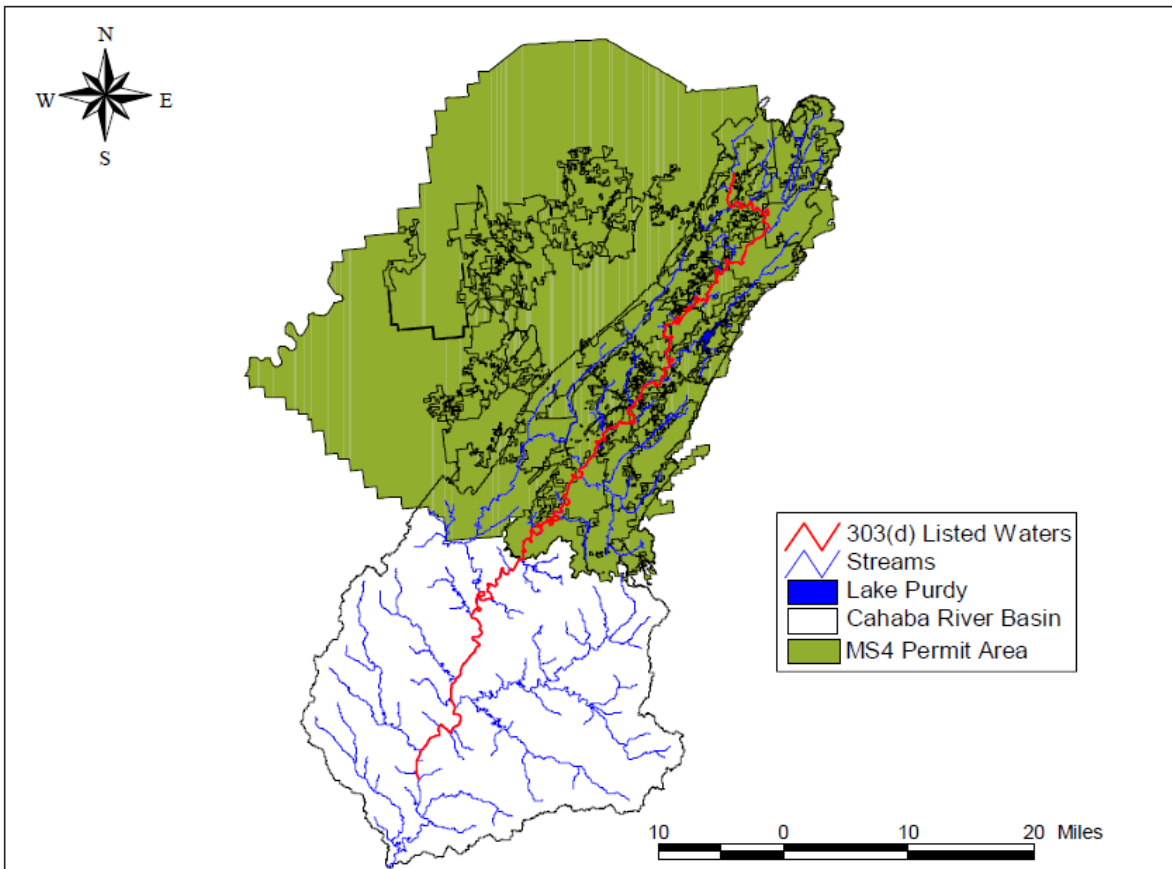 N
W E
S
303(d) Listed Waters
Streams
Lake Purdy
Cahaba River Basin
MS4 Permit Area
10 0 10 20 Miles